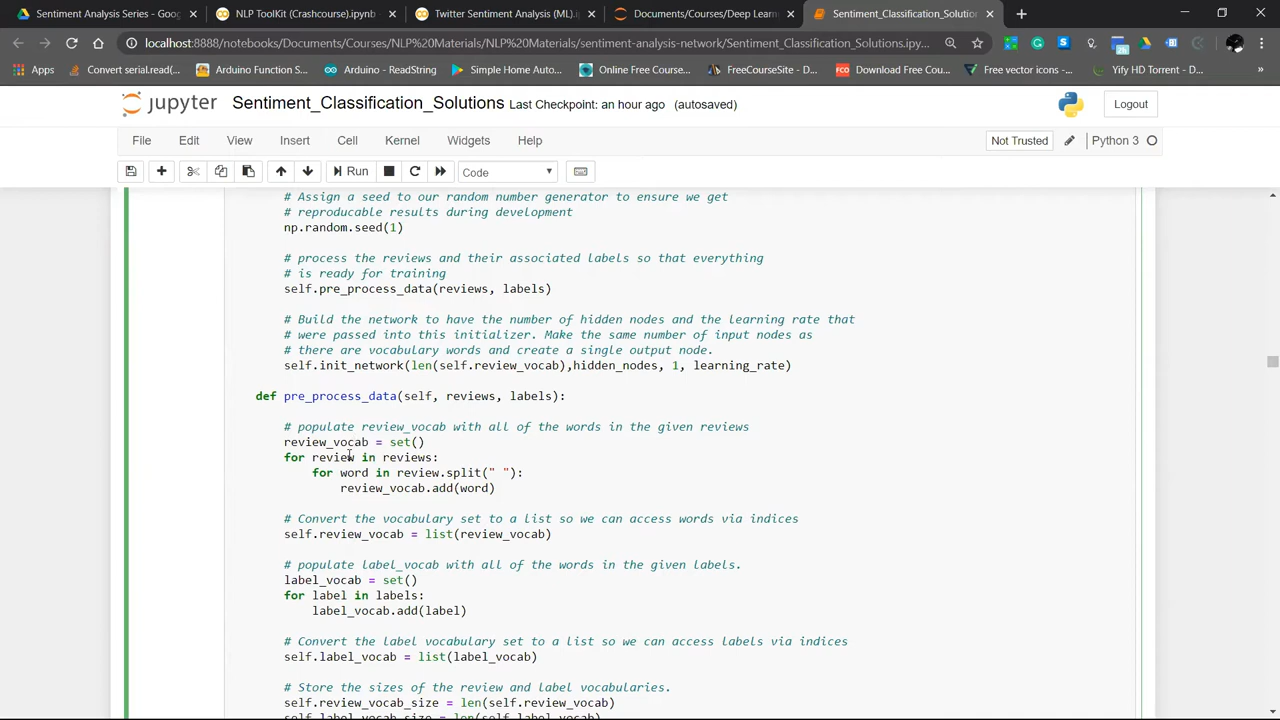 Sentiment Analysis Series - Goog
NLP ToolKit (Crashcourse).ipynb -
Twitter Sentiment Analysis (ML).i
Documents/Courses/Deep Learn
Sentiment_Classification_Solution
localhost:8888/notebooks/Documents/Courses/NLP%20Materials/NLP%20Materials/sentiment-analysis-network/Sentiment_Classification_Solutions.ipy...
Apps Convert serial.read(... Arduino Function S... Arduino - ReadString Simple Home Auto... Online Free Course... FreeCourseSite - D... FCO Download Free Cou... Free vector icons -... Yify HD Torrent - D...
jupyter Sentiment_Classification_Solutions Last Checkpoint: an hour ago (autosaved) Logout
File Edit View Insert Cell Kernel Widgets Help Not Trusted Python 3
Run Code
# Assign a seed to our random number generator to ensure we get
# reproducable results during development
np.random.seed(1)
# process the reviews and their associated labels so that everything
# is ready for training
self.pre_process_data(reviews, labels)
# Build the network to have the number of hidden nodes and the learning rate that
# were passed into this initializer. Make the same number of input nodes as
# there are vocabulary words and create a single output node.
self.init_network(len(self.review_vocab),hidden_nodes, 1, learning_rate)
def pre_process_data(self, reviews, labels):
# populate review_vocab with all of the words in the given reviews
review_vocab = set()
for review in reviews:
for word in review.split(" "):
review_vocab.add(word)
# Convert the vocabulary set to a list so we can access words via indices
self.review_vocab = list(review_vocab)
# populate label_vocab with all of the words in the given labels.
label_vocab = set()
for label in labels:
label_vocab.add(label)
# Convert the label vocabulary set to a list so we can access labels via indices
self.label_vocab = list(label_vocab)
# Store the sizes of the review and label vocabularies.
self.review_vocab_size = len(self.review_vocab)
self.label_vocab_size = len(self.label_vocab)